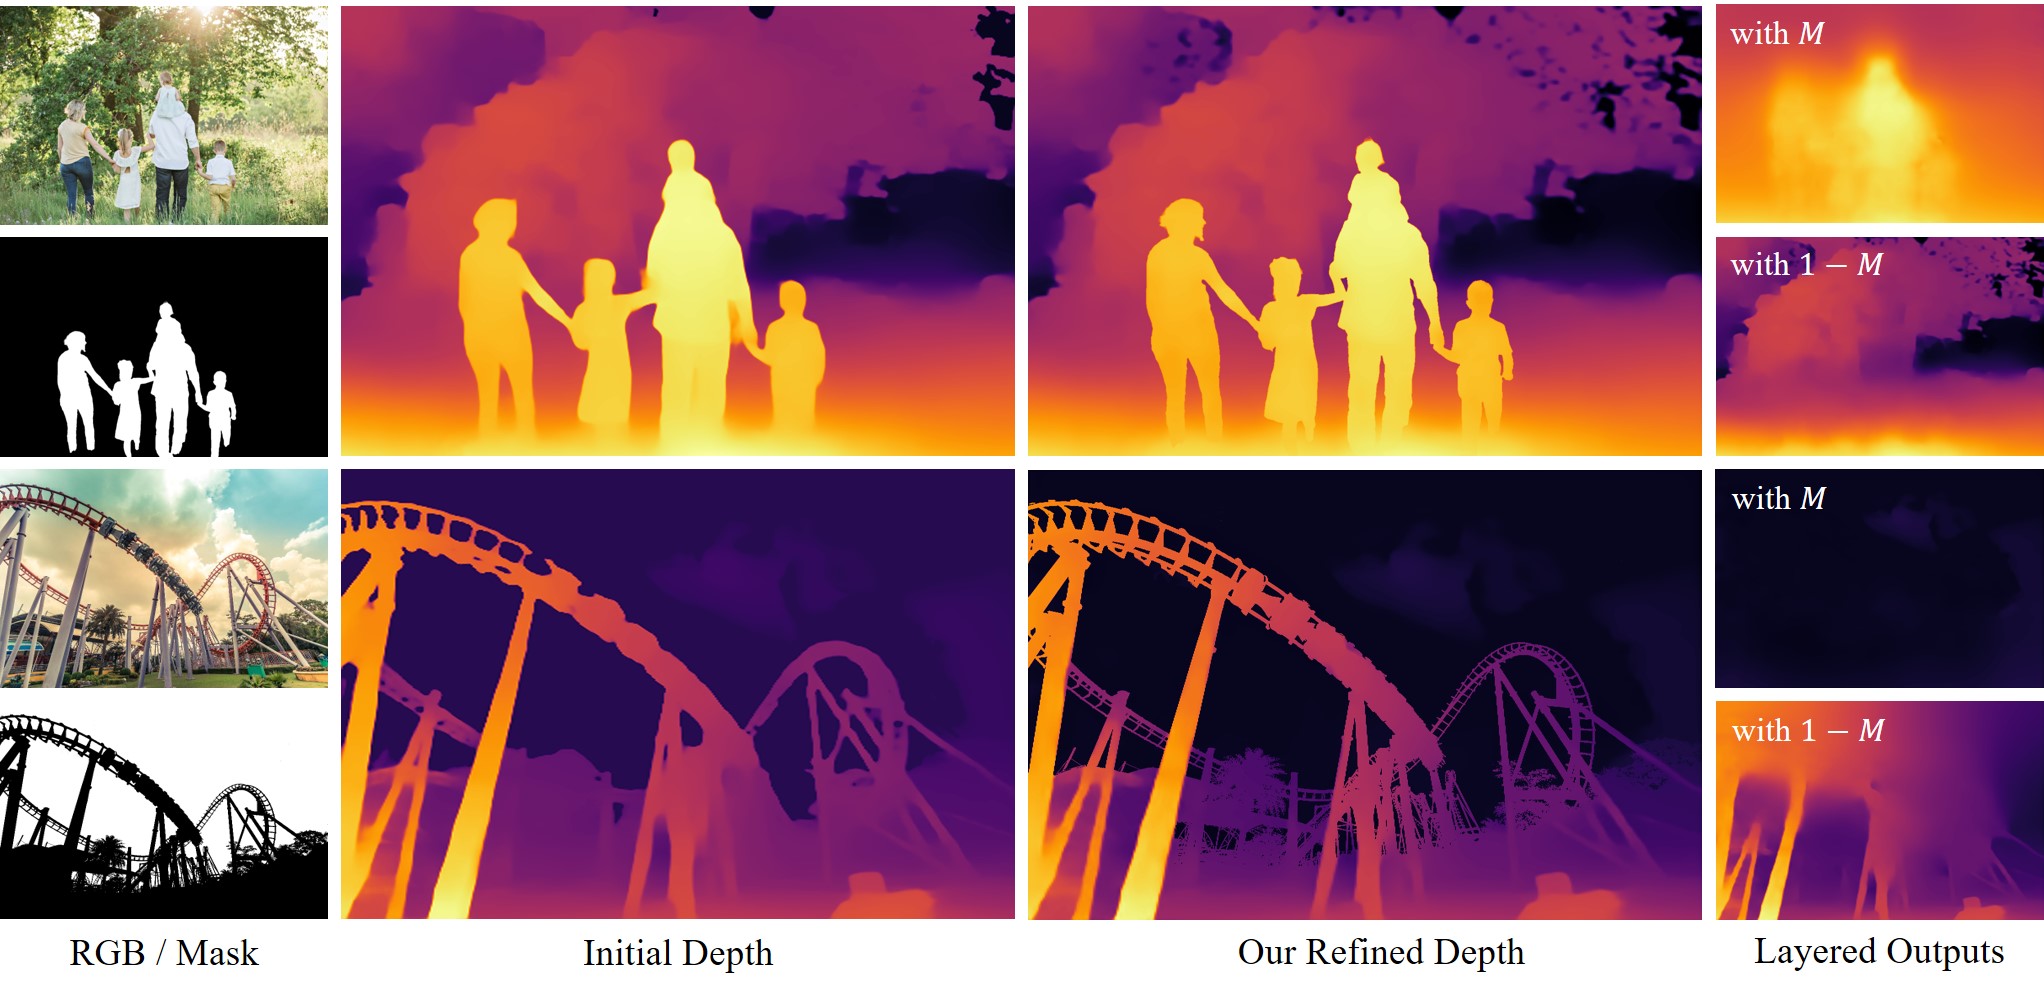 with M
with 1 − M
with M
with 1 − M
RGB / Mask
Initial Depth
Our Refined Depth
Layered Outputs